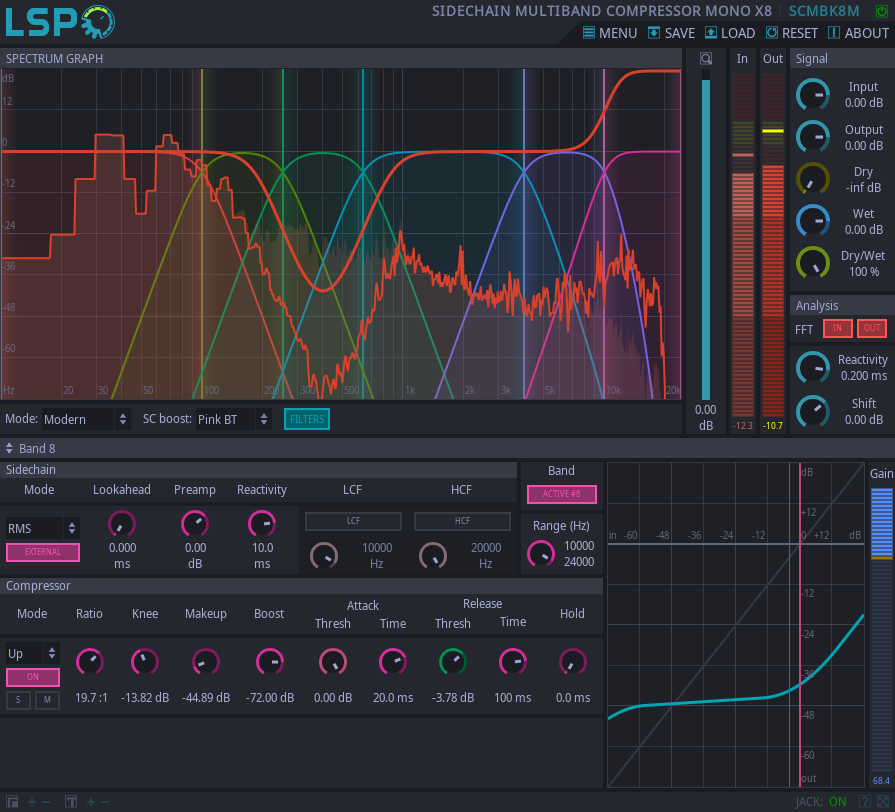 LSP
SIDECHAIN MULTIBAND COMPRESSOR MONO X8 SCMBK8M
MENU SAVE LOAD RESET ABOUT
SPECTRUM GRAPH
In Out
Signal
dB
12
0
-12
-24
-36
-48
-60
Hz 20 30 50 100 200 300 500 1k 2k 3k 5k 10k 20k
0.00
dB
-12.3 -10.7
Input
0.00 dB
Output
0.00 dB
Dry
-inf dB
Wet
0.00 dB
Dry/Wet
100 %
Analysis
FFT IN OUT
Reactivity
0.200 ms
Shift
0.00 dB
Mode: Modern SC boost: Pink BT FILTERS
Band 8
Sidechain
Mode Lookahead Preamp Reactivity LCF HCF
RMS
EXTERNAL
0.000
ms
0.00
dB
10.0
ms
LCF
10000
Hz
HCF
20000
Hz
Band
ACTIVE #8
Range (Hz)
10000
24000
Compressor
Mode Ratio Knee Makeup Boost Attack Release Hold
Thresh Time Thresh Time
Up
ON
S M
19.7 :1 -13.82 dB -44.89 dB -72.00 dB 0.00 dB 20.0 ms -3.78 dB 100 ms 0.0 ms
dB
+12
in -60 -48 -36 -24 -12 0 +12 dB
-12
-24
-36
-48
-60
out
Gain
68.4
JACK: ON ?